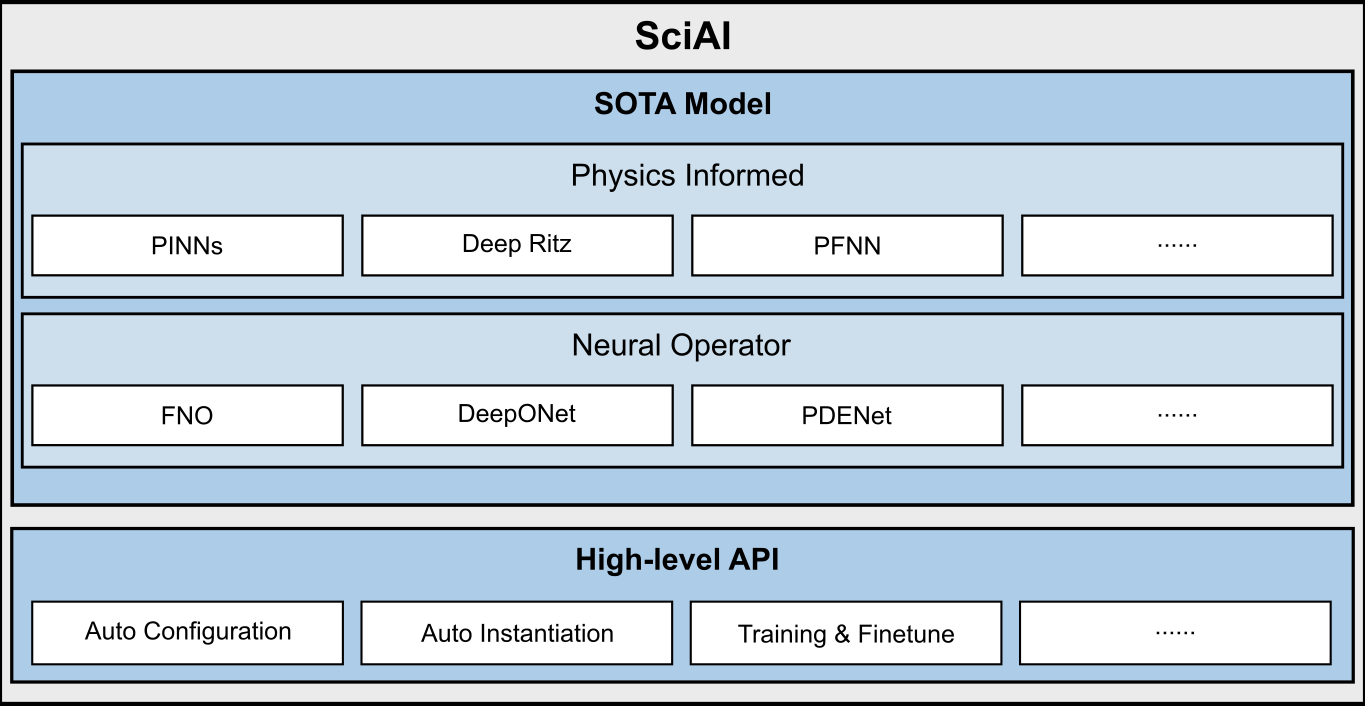 SciAI
SOTA Model
Physics Informed
PINNs
Deep Ritz
PFNN
······
Neural Operator
FNO
DeepONet
PDENet
······
High-level API
Auto Configuration
Auto Instantiation
Training & Finetune
······